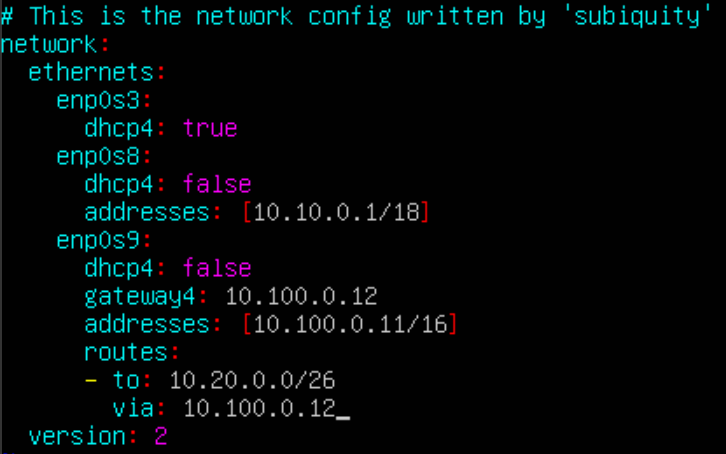 # This is the network config written by 'subiquity'
network:
  ethernets:
    enp0s3:
      dhcp4: true
    enp0s8:
      dhcp4: false
      addresses: [10.10.0.1/18]
    enp0s9:
      dhcp4: false
      gateway4: 10.100.0.12
      addresses: [10.100.0.11/16]
      routes:
      - to: 10.20.0.0/26
        via: 10.100.0.12_
  version: 2